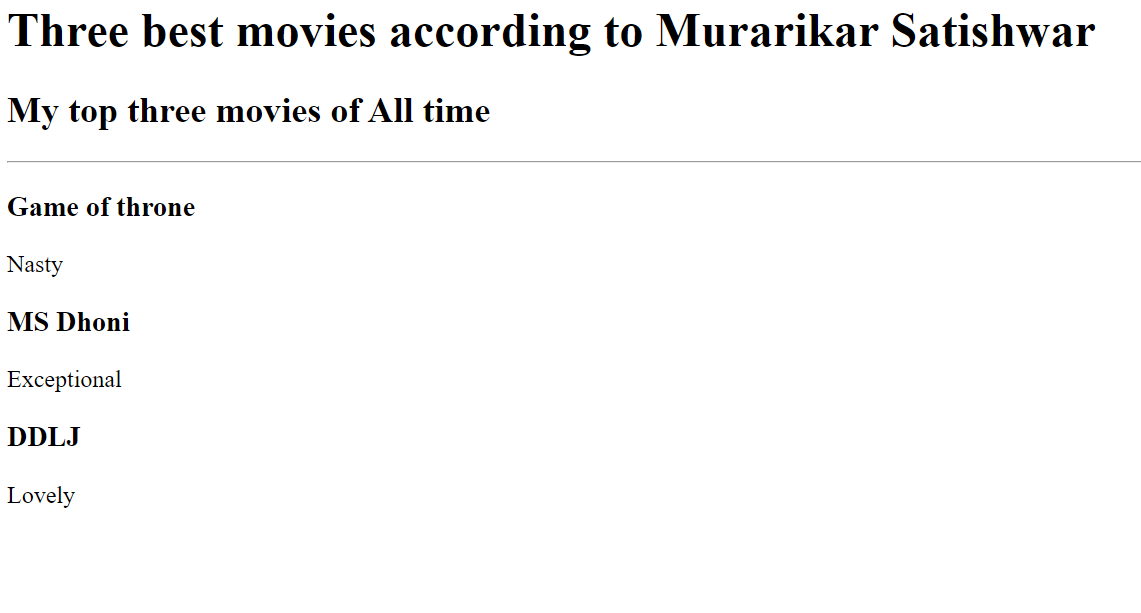 Three best movies according to Murarikar Satishwar
My top three movies of All time
Game of throne
Nasty
MS Dhoni
Exceptional
DDLJ
Lovely